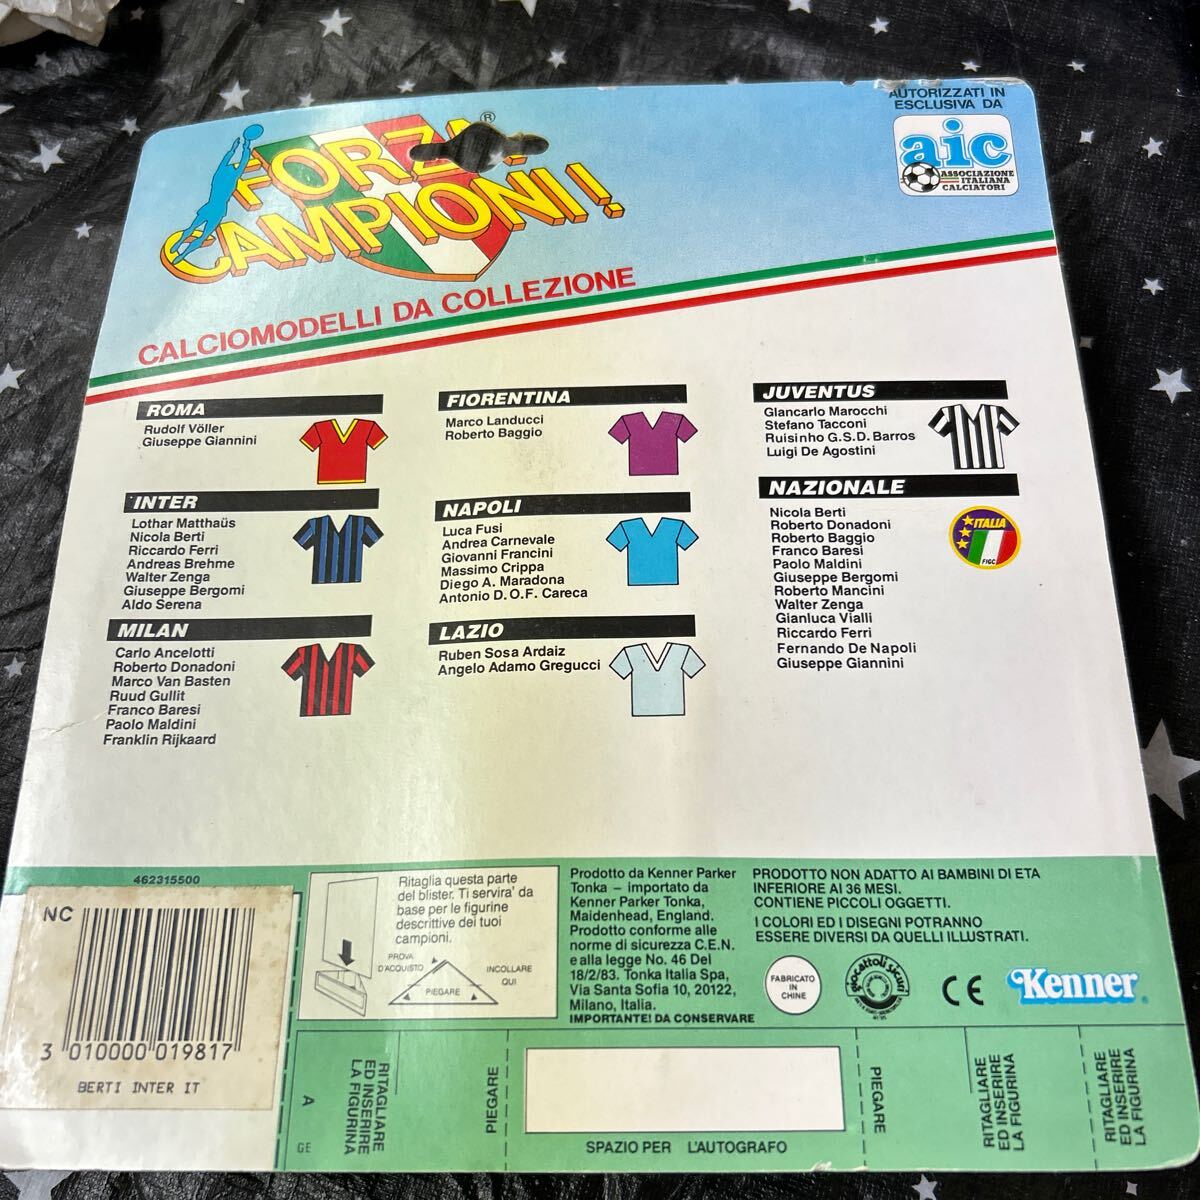 AUTORIZZATI IN
ESCLUSIVA DA
aic
ASSOCIAZIONE
ITALIANA
CALCIATORI
FORZA
CAMPIONI!
®
CALCIOMODELLI DA COLLEZIONE
ROMA
Rudolf Völler
Giuseppe Giannini
INTER
Lothar Matthaüs
Nicola Berti
Riccardo Ferri
Andreas Brehme
Walter Zenga
Giuseppe Bergomi
Aldo Serena
MILAN
Carlo Ancelotti
Roberto Donadoni
Marco Van Basten
Ruud Gullit
Franco Baresi
Paolo Maldini
Franklin Rijkaard
FIORENTINA
Marco Landucci
Roberto Baggio
NAPOLI
Luca Fusi
Andrea Carnevale
Giovanni Francini
Massimo Crippa
Diego A. Maradona
Antonio D.O.F. Careca
LAZIO
Ruben Sosa Ardaiz
Angelo Adamo Gregucci
JUVENTUS
Giancarlo Marocchi
Stefano Tacconi
Ruisinho G.S.D. Barros
Luigi De Agostini
NAZIONALE
Nicola Berti
Roberto Donadoni
Roberto Baggio
Franco Baresi
Paolo Maldini
Giuseppe Bergomi
Roberto Mancini
Walter Zenga
Gianluca Vialli
Riccardo Ferri
Fernando De Napoli
Giuseppe Giannini
ITALIA
FIGC
462315500
NC
3 010000 019817
BERTI INTER IT
Ritaglia questa parte
del blister. Ti servira' da
base per le figurine
descrittive dei tuoi
campioni.
PROVA
D'ACQUISTO
PIEGARE
INCOLLARE
QUI
Prodotto da Kenner Parker
Tonka – importato da
Kenner Parker Tonka,
Maidenhead, England.
Prodotto conforme alle
norme di sicurezza C.E.N.
e alla legge No. 46 Del
18/2/83. Tonka Italia Spa,
Via Santa Sofia 10, 20122,
Milano, Italia.
IMPORTANTE! DA CONSERVARE
PRODOTTO NON ADATTO AI BAMBINI DI ETA
INFERIORE AI 36 MESI.
CONTIENE PICCOLI OGGETTI.
I COLORI ED I DISEGNI POTRANNO
ESSERE DIVERSI DA QUELLI ILLUSTRATI.
FABRICATO
IN
CHINE
giocattoli sicuri
CE
Kenner
A
GE
RITAGLIARE
ED INSERIRE
LA FIGURINA
PIEGARE
SPAZIO PER L'AUTOGRAFO
PIEGARE
RITAGLIARE
ED INSERIRE
LA FIGURINA
RITAGLIARE
ED INSERIRE
LA FIGURINA